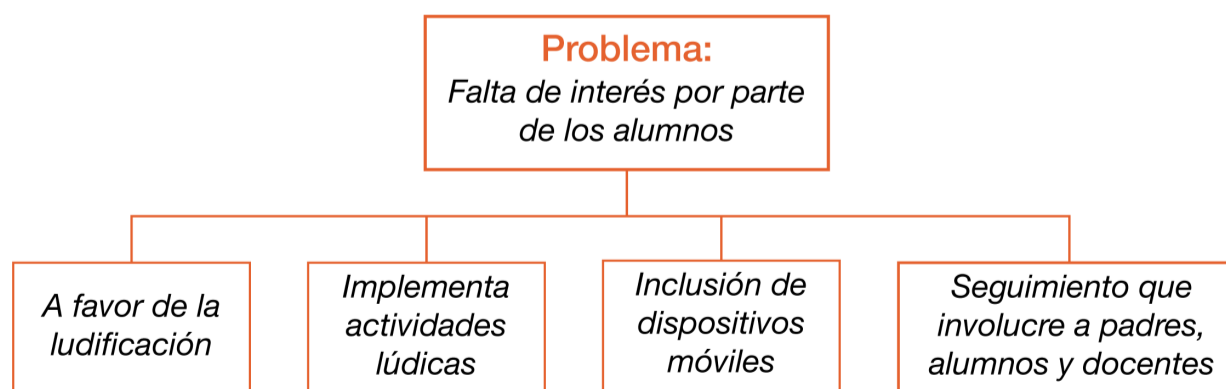 Problema:
Falta de interés por parte
de los alumnos
A favor de la
ludificación
Implementa
actividades
lúdicas
Inclusión de
dispositivos
móviles
Seguimiento que
involucre a padres,
alumnos y docentes